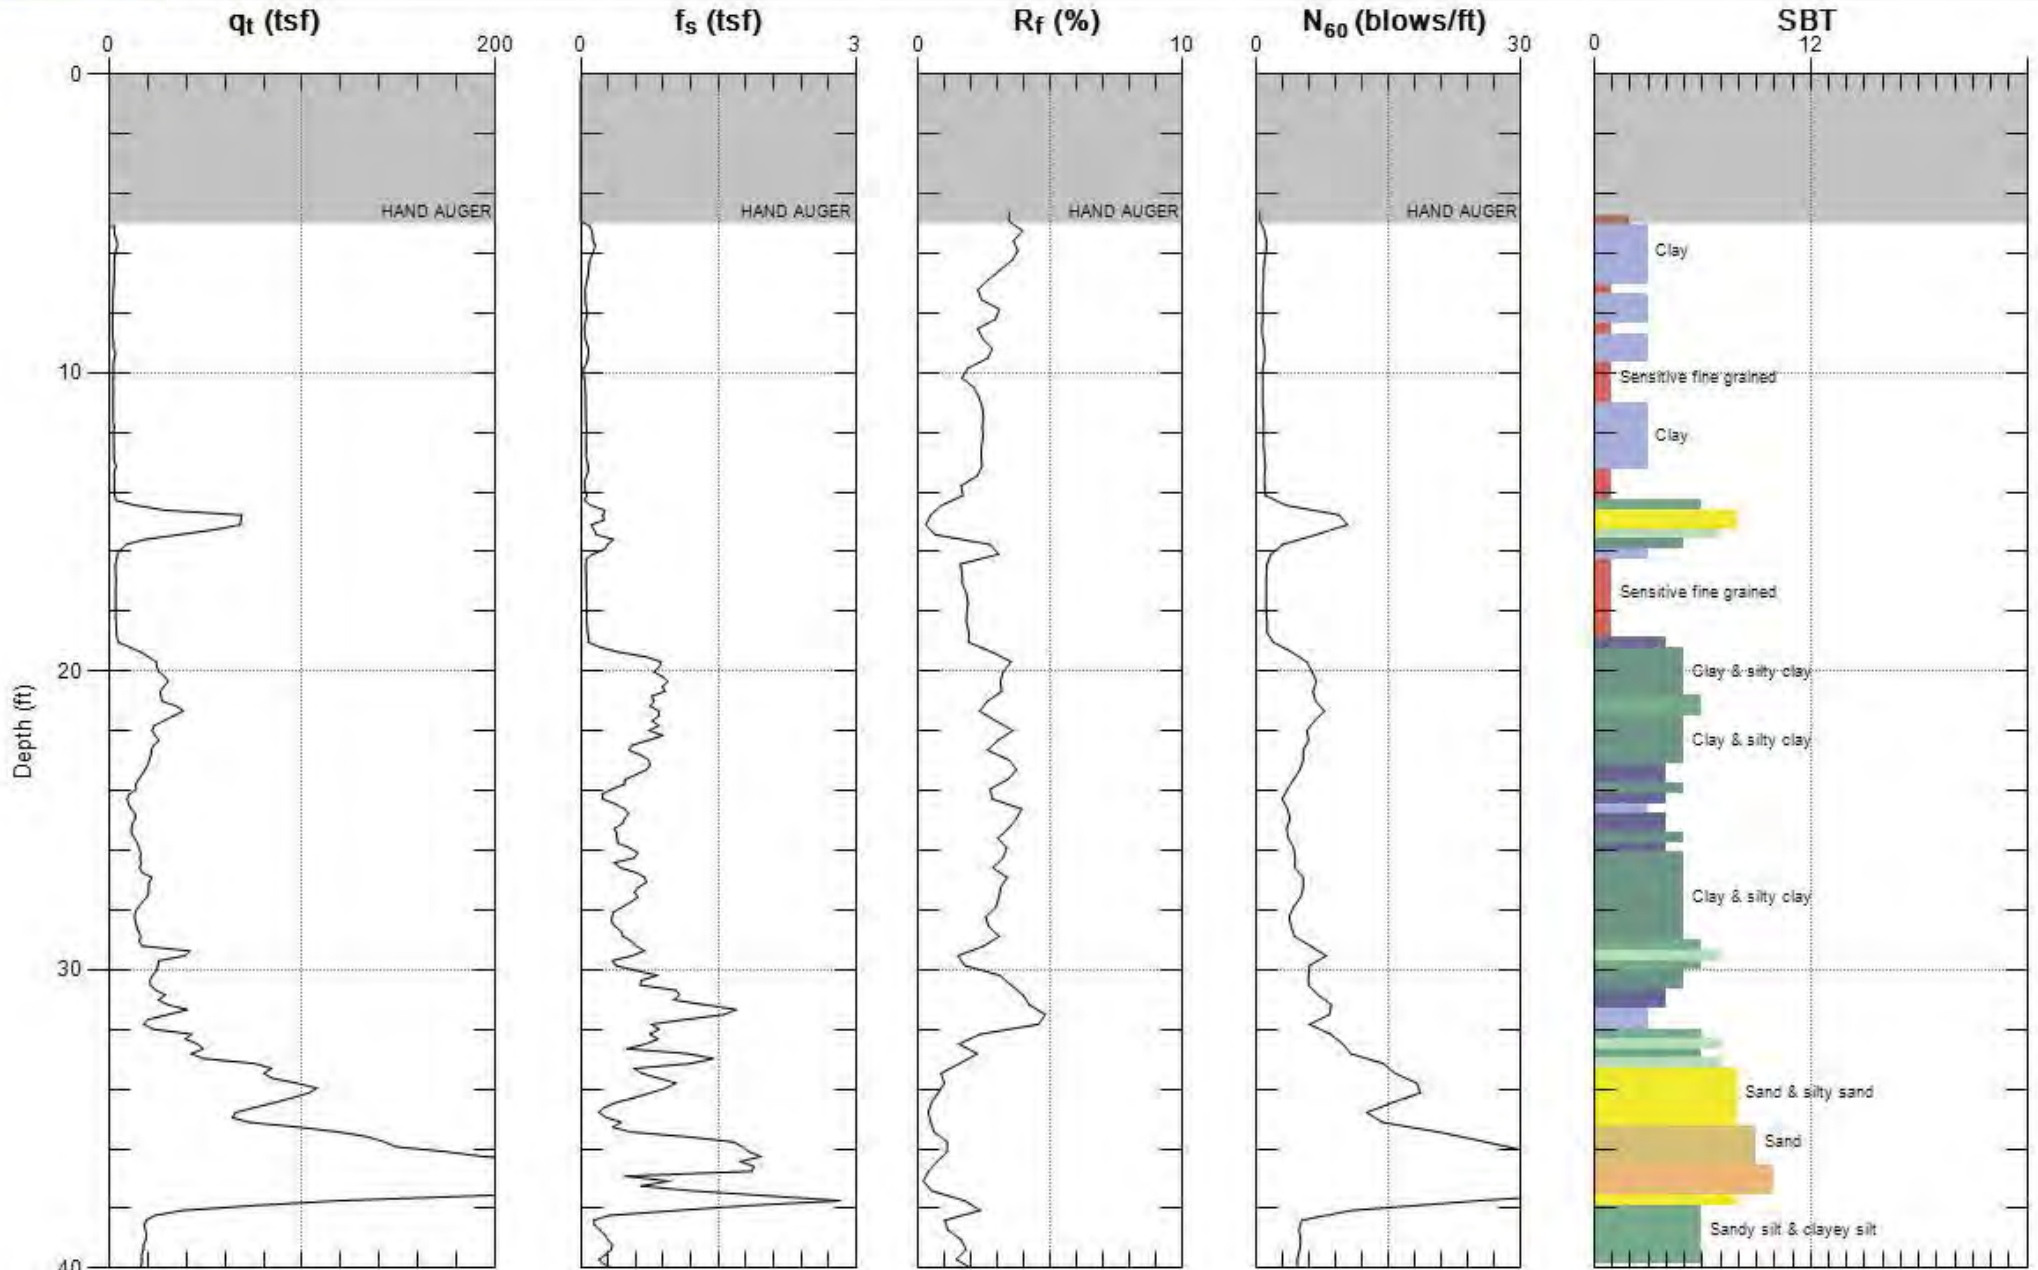 qt (tsf) fs (tsf) Rf (%) N60 (blows/ft) SBT
0 200 0 3 0 10 0 30 0 12
0
HAND AUGER HAND AUGER HAND AUGER HAND AUGER
Clay
10
Sensitive fine grained
Clay
Sensitive fine grained
20
Clay & silty clay
Clay & silty clay
Depth (ft)
Clay & silty clay
30
Sand & silty sand
Sand
Sandy silt & clayey silt
40